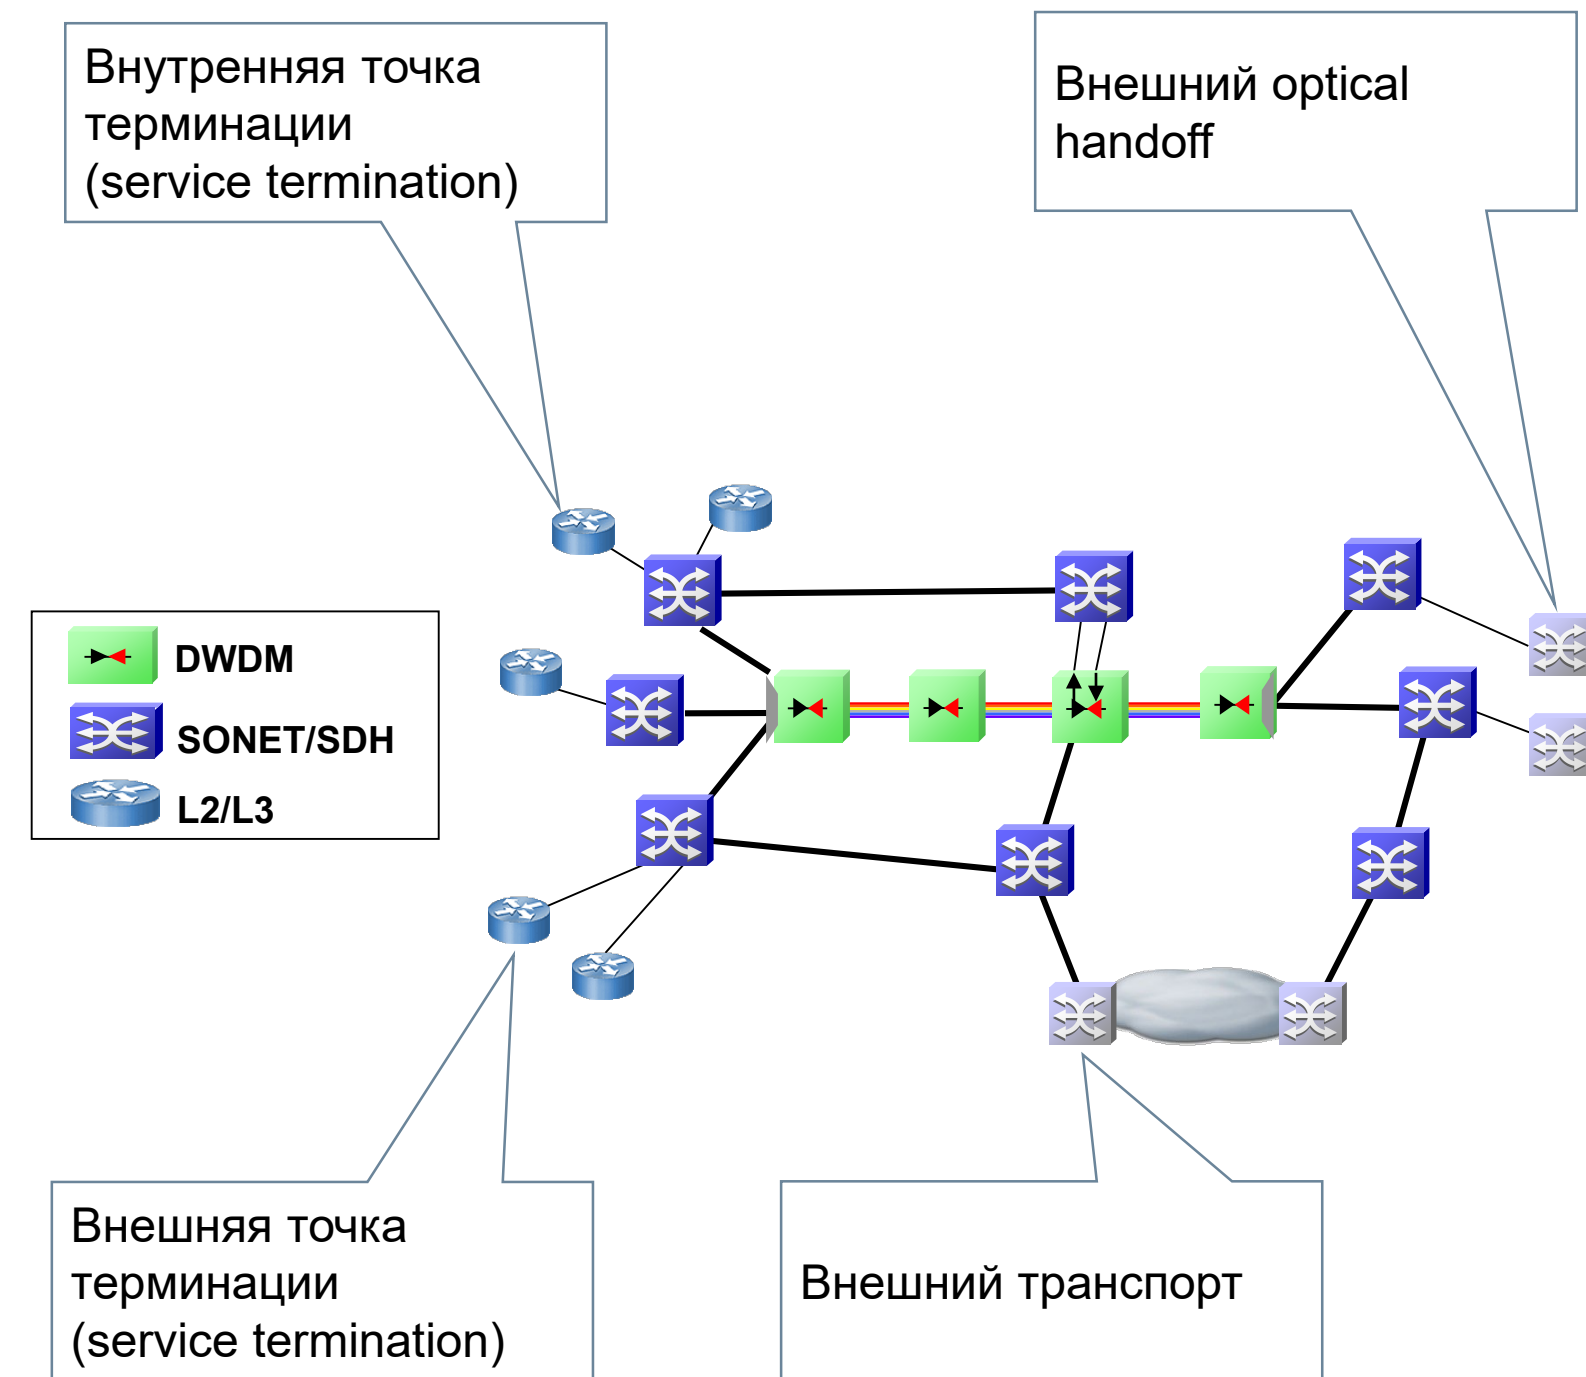 Внутренняя точка
терминации
(service termination)
Внешний optical
handoff
DWDM
SONET/SDH
L2/L3
Внешняя точка
терминации
(service termination)
Внешний транспорт